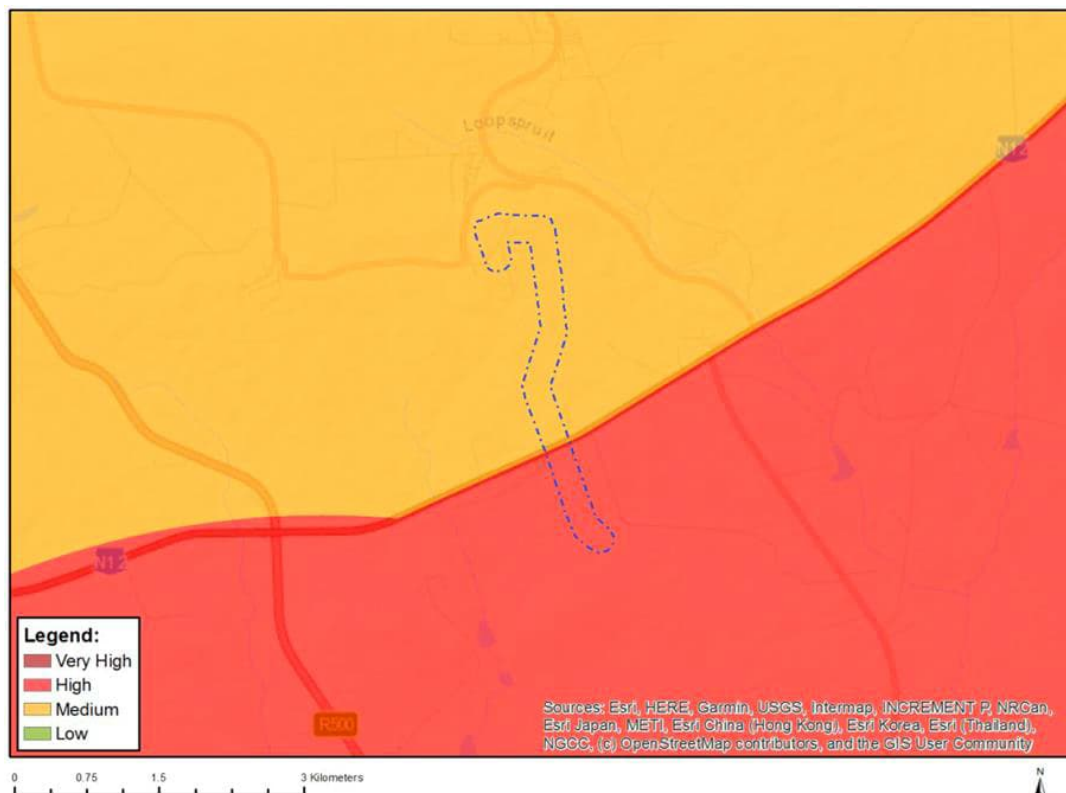 Loopspruit
N12
N12
R500
Legend:
Very High
High
Medium
Low
Sources: Esri, HERE, Garmin, USGS, Intermap, INCREMENT P, NRCan,
Esri Japan, METI, Esri China (Hong Kong), Esri Korea, Esri (Thailand),
NGCC, (c) OpenStreetMap contributors, and the GIS User Community
0 0.75 1.5 3 Kilometers
N